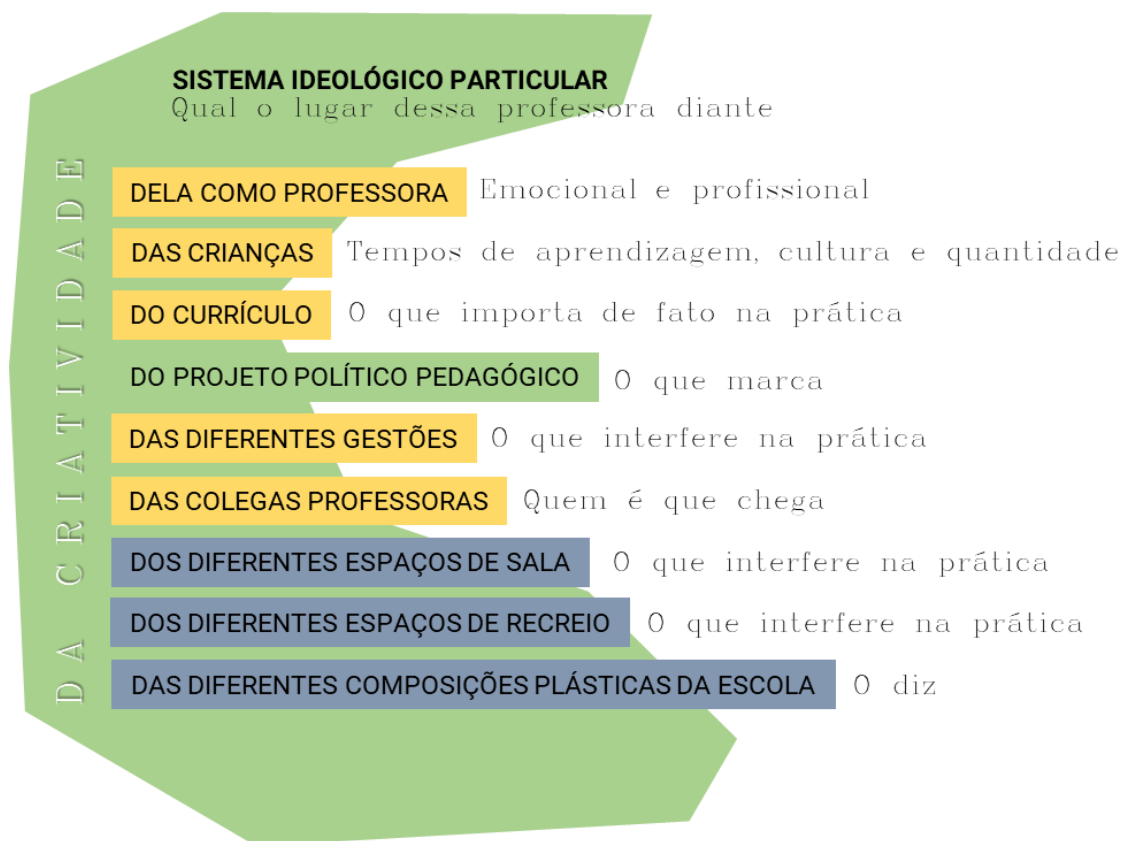 SISTEMA IDEOLÓGICO PARTICULAR
Qual o lugar dessa professora diante
DA CRIATIVIDADE
DELA COMO PROFESSORA Emocional e profissional
DAS CRIANÇAS Tempos de aprendizagem, cultura e quantidade
DO CURRÍCULO O que importa de fato na prática
DO PROJETO POLÍTICO PEDAGÓGICO O que marca
DAS DIFERENTES GESTÕES O que interfere na prática
DAS COLEGAS PROFESSORAS Quem é que chega
DOS DIFERENTES ESPAÇOS DE SALA O que interfere na prática
DOS DIFERENTES ESPAÇOS DE RECREIO O que interfere na prática
DAS DIFERENTES COMPOSIÇÕES PLÁSTICAS DA ESCOLA O diz